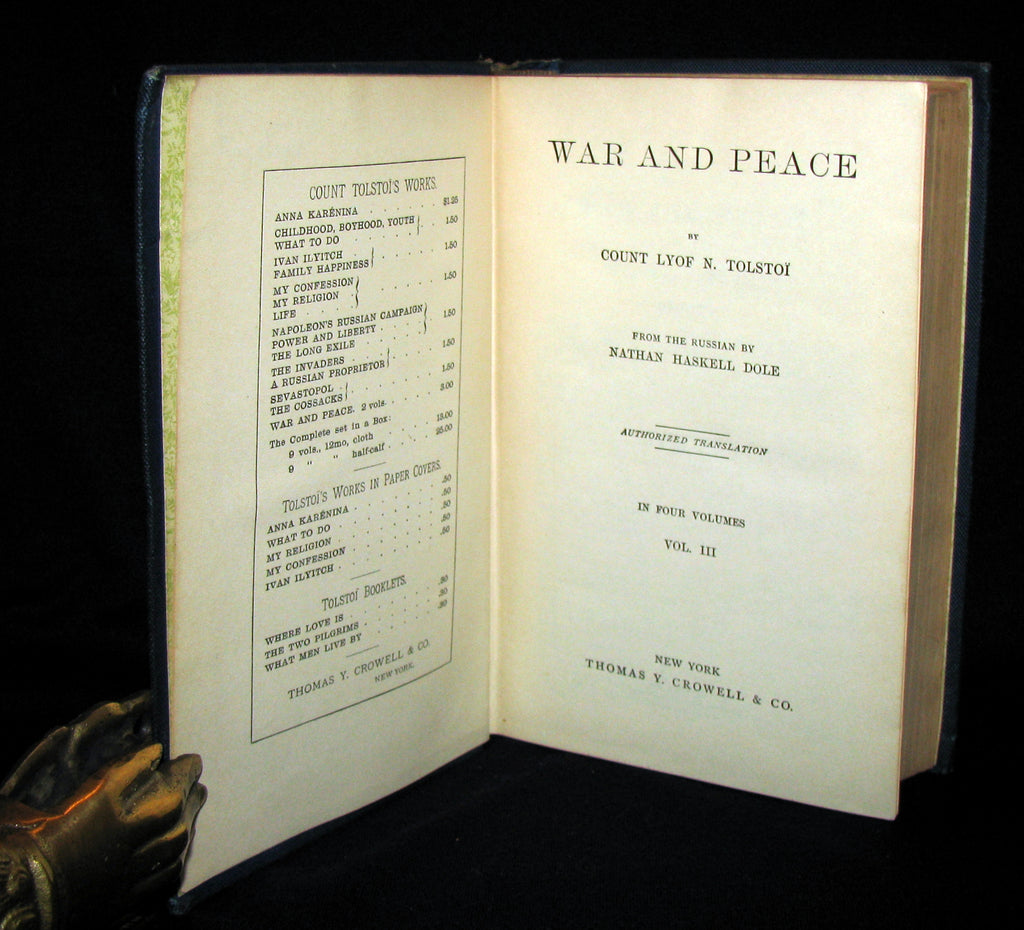 COUNT TOLSTOÏ'S WORKS.
ANNA KARÉNINA . . . . . . . $1.25
CHILDHOOD, BOYHOOD, YOUTH } . . 1.50
WHAT TO DO . . . . . .
IVAN ILYITCH . . } . . . . . 1.50
FAMILY HAPPINESS
MY CONFESSION } . . . . . . 1.50
MY RELIGION .
LIFE . . . .
NAPOLEON'S RUSSIAN CAMPAIGN } . . 1.50
POWER AND LIBERTY . . . .
THE LONG EXILE . . . . .
THE INVADERS . . . } . . . . 1.50
A RUSSIAN PROPRIETOR
SEVASTOPOL . } . . . . . . 1.50
THE COSSACKS
WAR AND PEACE. 2 vols. . . . . 3.00
The Complete set in a Box:
9 vols., 12mo, cloth . . . . 13.00
9 " " half-calf . . . . 25.00
TOLSTOÏ'S WORKS IN PAPER COVERS.
ANNA KARÉNINA . . . . . . .50
WHAT TO DO . . . . . . .50
MY RELIGION . . . . . . .50
MY CONFESSION . . . . . .50
IVAN ILYITCH . . . . . . .50
TOLSTOÏ BOOKLETS.
WHERE LOVE IS . . . . . .30
THE TWO PILGRIMS . . . . .30
WHAT MEN LIVE BY . . . . .30
THOMAS Y. CROWELL & CO.
NEW YORK.
WAR AND PEACE
BY
COUNT LYOF N. TOLSTOÏ
FROM THE RUSSIAN BY
NATHAN HASKELL DOLE
AUTHORIZED TRANSLATION
IN FOUR VOLUMES
VOL. III
NEW YORK
THOMAS Y. CROWELL & CO.